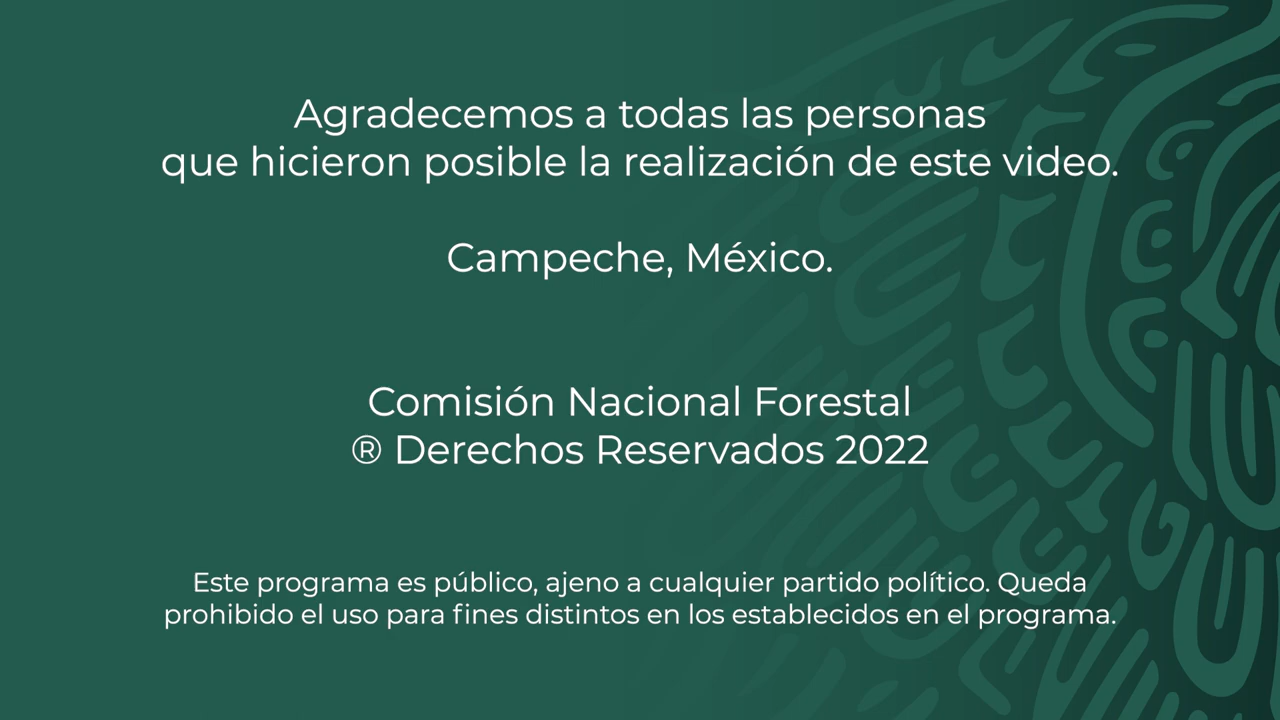 Agradecemos a todas las personas
que hicieron posible la realización de este video.
Campeche, México.
Comisión Nacional Forestal
® Derechos Reservados 2022
Este programa es público, ajeno a cualquier partido político. Queda
prohibido el uso para fines distintos en los establecidos en el programa.